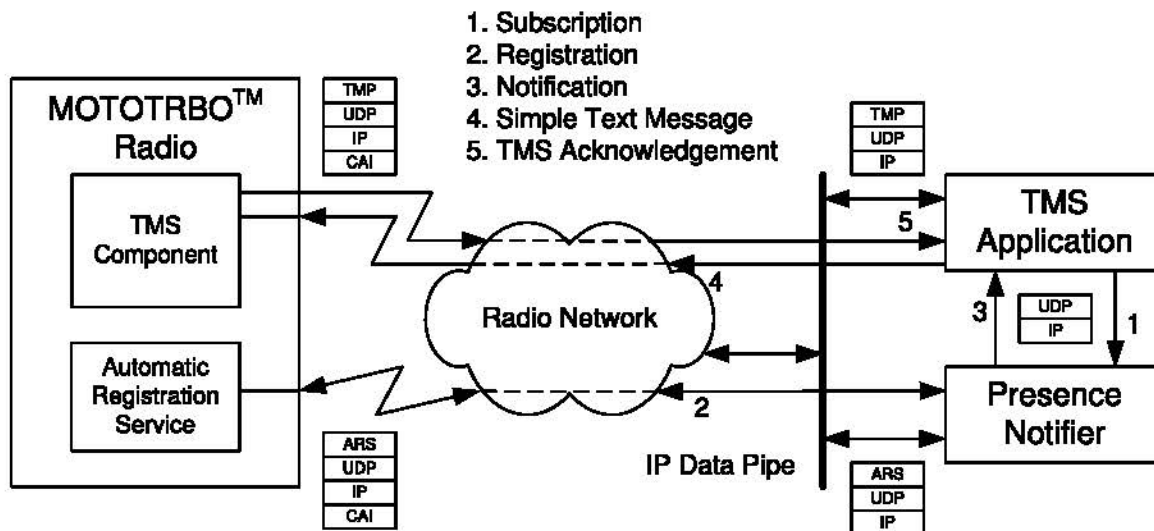 1. Subscription
2. Registration
3. Notification
4. Simple Text Message
5. TMS Acknowledgement
MOTOTRBO™
Radio
TMP
UDP
IP
CAI
TMS
Component
Automatic
Registration
Service
ARS
UDP
IP
CAI
Radio Network
4
2
IP Data Pipe
TMP
UDP
IP
5
TMS
Application
3
UDP
IP
1
Presence
Notifier
ARS
UDP
IP